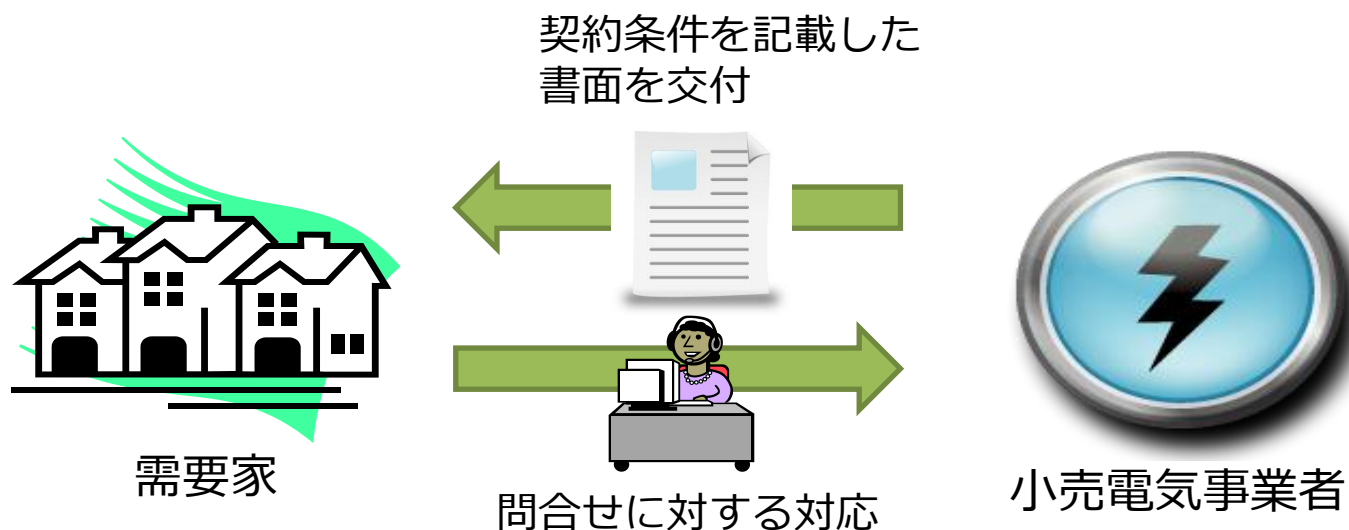 契約条件を記載した
書面を交付
需要家
小売電気事業者
問合せに対する対応